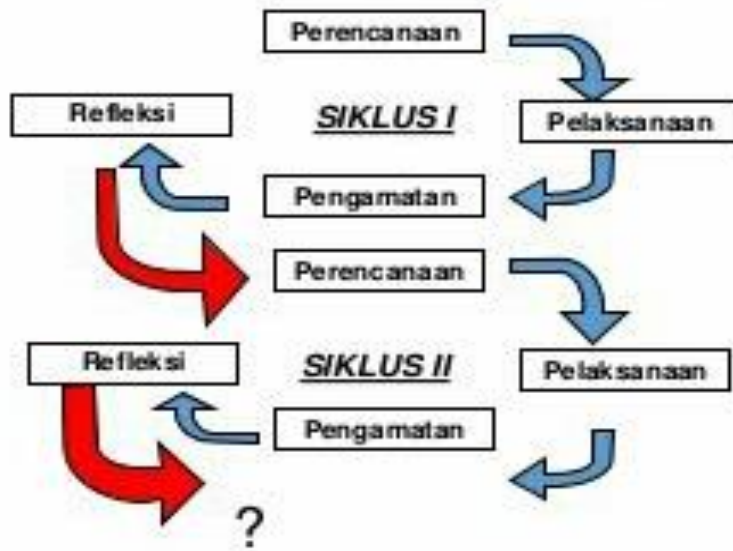 Perencanaan
Refleksi
SIKLUS I
Pelaksanaan
Pengamatan
Perencanaan
Refleksi
SIKLUS II
Pelaksanaan
Pengamatan
?